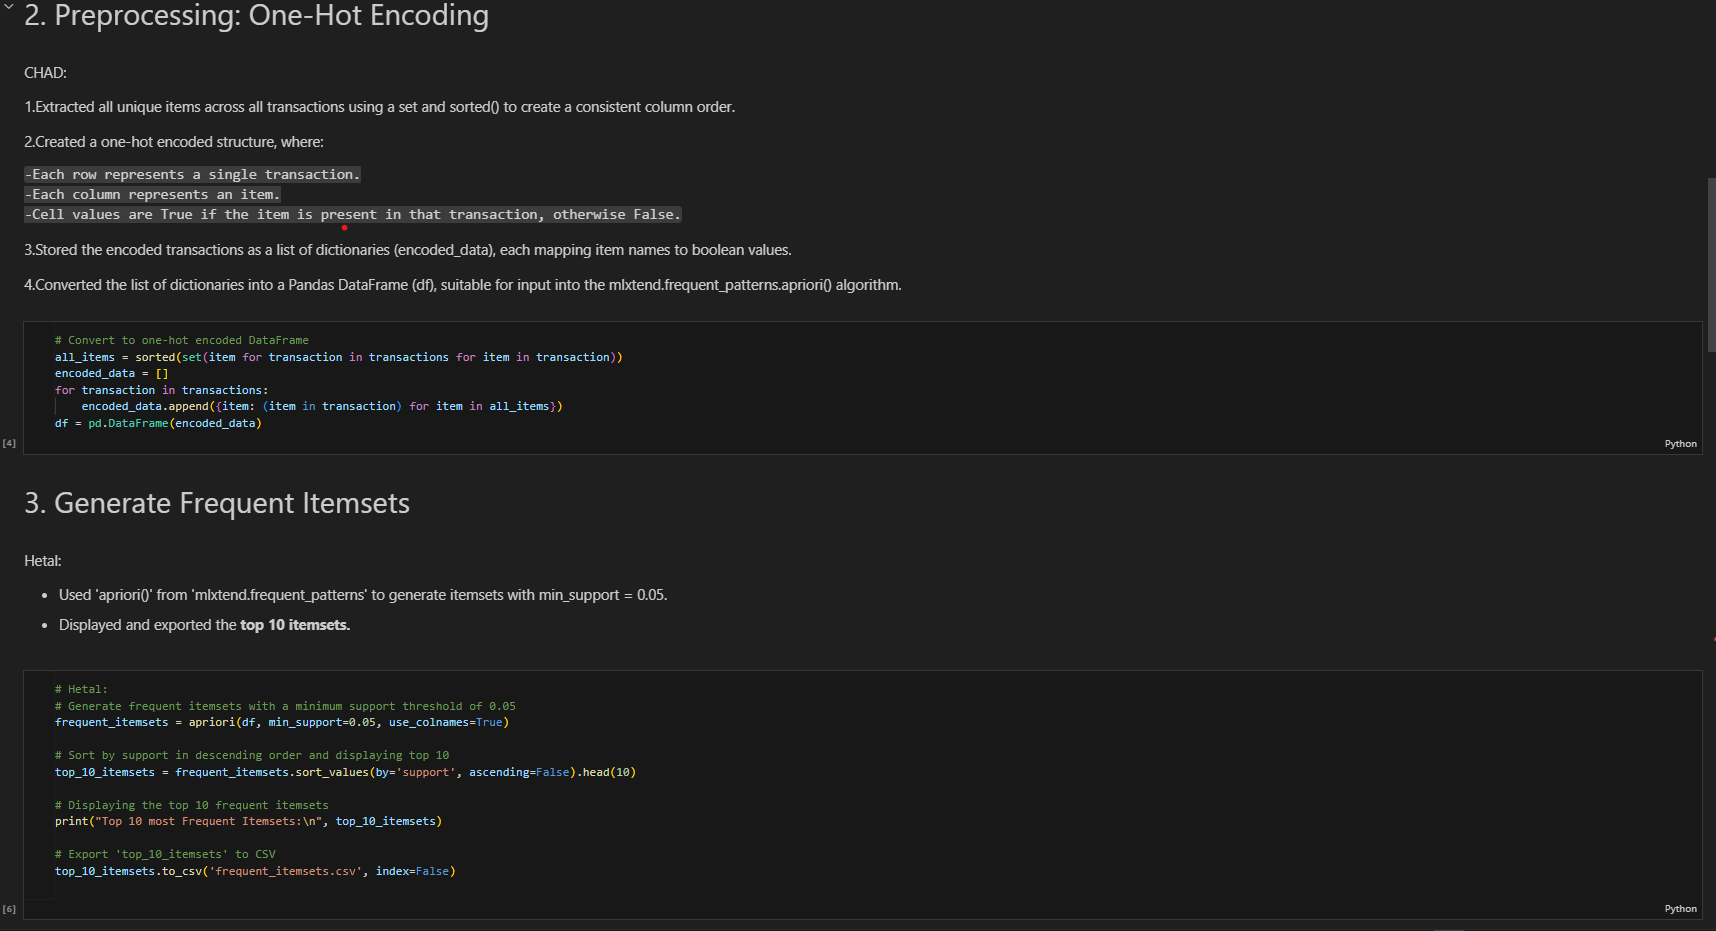 2. Preprocessing: One-Hot Encoding
CHAD:
1.Extracted all unique items across all transactions using a set and sorted() to create a consistent column order.
2.Created a one-hot encoded structure, where:
-Each row represents a single transaction.
-Each column represents an item.
-Cell values are True if the item is present in that transaction, otherwise False.
3.Stored the encoded transactions as a list of dictionaries (encoded_data), each mapping item names to boolean values.
4.Converted the list of dictionaries into a Pandas DataFrame (df), suitable for input into the mlxtend.frequent_patterns.apriori() algorithm.
# Convert to one-hot encoded DataFrame
all_items = sorted(set(item for transaction in transactions for item in transaction))
encoded_data = []
for transaction in transactions:
    encoded_data.append({item: (item in transaction) for item in all_items})
df = pd.DataFrame(encoded_data)
[4]
Python
3. Generate Frequent Itemsets
Hetal:
• Used 'apriori()' from 'mlxtend.frequent_patterns' to generate itemsets with min_support = 0.05.
• Displayed and exported the top 10 itemsets.
# Hetal:
# Generate frequent itemsets with a minimum support threshold of 0.05
frequent_itemsets = apriori(df, min_support=0.05, use_colnames=True)
# Sort by support in descending order and displaying top 10
top_10_itemsets = frequent_itemsets.sort_values(by='support', ascending=False).head(10)
# Displaying the top 10 frequent itemsets
print("Top 10 most Frequent Itemsets:\n", top_10_itemsets)
# Export 'top_10_itemsets' to CSV
top_10_itemsets.to_csv('frequent_itemsets.csv', index=False)
[6]
Python